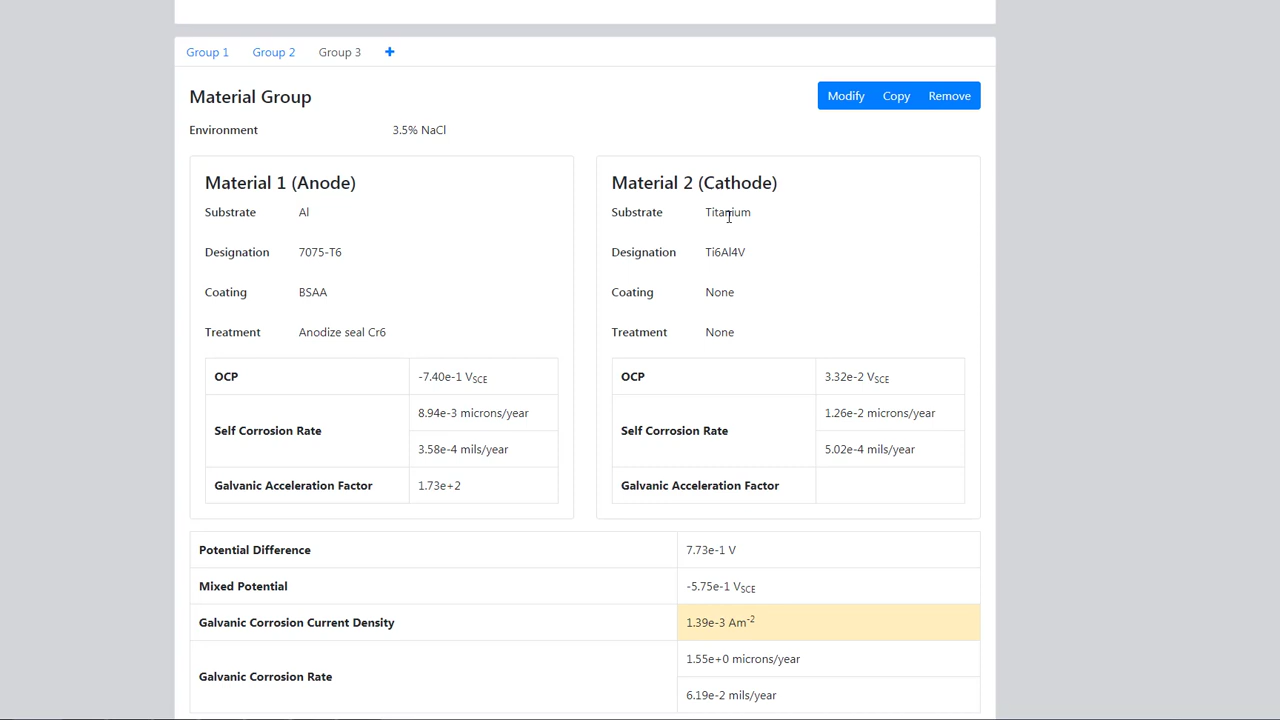 Group 1 Group 2 Group 3 +
Material Group Modify Copy Remove
Environment 3.5% NaCl
Material 1 (Anode)
Substrate Al
Designation 7075-T6
Coating BSAA
Treatment Anodize seal Cr6
OCP -7.40e-1 VSCE
Self Corrosion Rate 8.94e-3 microns/year
3.58e-4 mils/year
Galvanic Acceleration Factor 1.73e+2
Material 2 (Cathode)
Substrate Titanium
Designation Ti6Al4V
Coating None
Treatment None
OCP 3.32e-2 VSCE
Self Corrosion Rate 1.26e-2 microns/year
5.02e-4 mils/year
Galvanic Acceleration Factor
Potential Difference 7.73e-1 V
Mixed Potential -5.75e-1 VSCE
Galvanic Corrosion Current Density 1.39e-3 Am-2
Galvanic Corrosion Rate 1.55e+0 microns/year
6.19e-2 mils/year